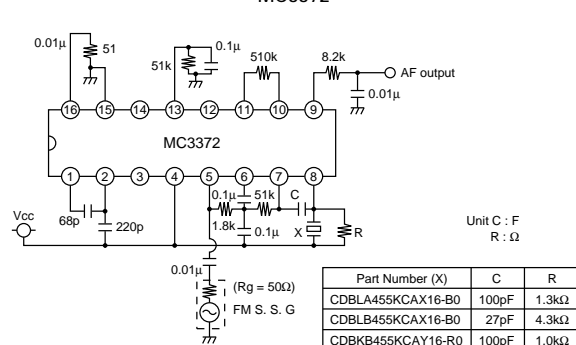 0.01μ
51
51k
0.1μ
510k
8.2k
AF output
0.01μ
16 15 14 13 12 11 10 9
MC3372
1 2 3 4 5 6 7 8
68p
220p
Vcc
0.1μ 51k C
1.8k
0.1μ
X
R
Unit C : F
R : Ω
0.01μ
(Rg = 50Ω)
FM S. S. G
Part Number (X) C R
CDBLA455KCAX16-B0 100pF 1.3kΩ
CDBLB455KCAX16-B0 27pF 4.3kΩ
CDBKB455KCAY16-R0 100pF 1.0kΩ